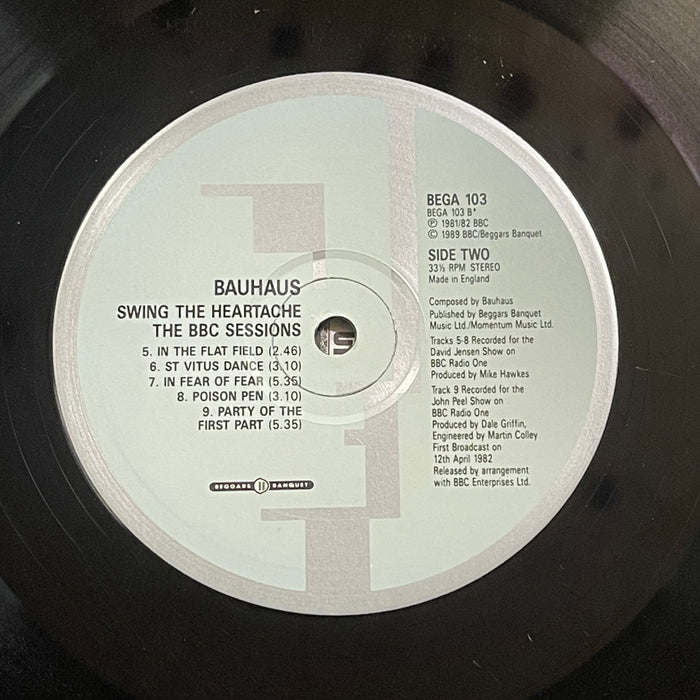 BAUHAUS
SWING THE HEARTACHE
THE BBC SESSIONS
5. IN THE FLAT FIELD (2.46)
6. ST VITUS DANCE (3.10)
7. IN FEAR OF FEAR (5.35)
8. POISON PEN (3.10)
9. PARTY OF THE
FIRST PART (5.35)
BEGGARS BANQUET
BEGA 103
BEGA 103 B*
Ⓟ 1981/82 BBC
© 1989 BBC/Beggars Banquet
SIDE TWO
33⅓ RPM STEREO
Made in England
Composed by Bauhaus
Published by Beggars Banquet
Music Ltd./Momentum Music Ltd.
Tracks 5-8 Recorded for the
David Jensen Show on
BBC Radio One
Produced by Mike Hawkes
Track 9 Recorded for the
John Peel Show on
BBC Radio One
Produced by Dale Griffin,
Engineered by Martin Colley
First Broadcast on
12th April 1982
Released by arrangement
with BBC Enterprises Ltd.